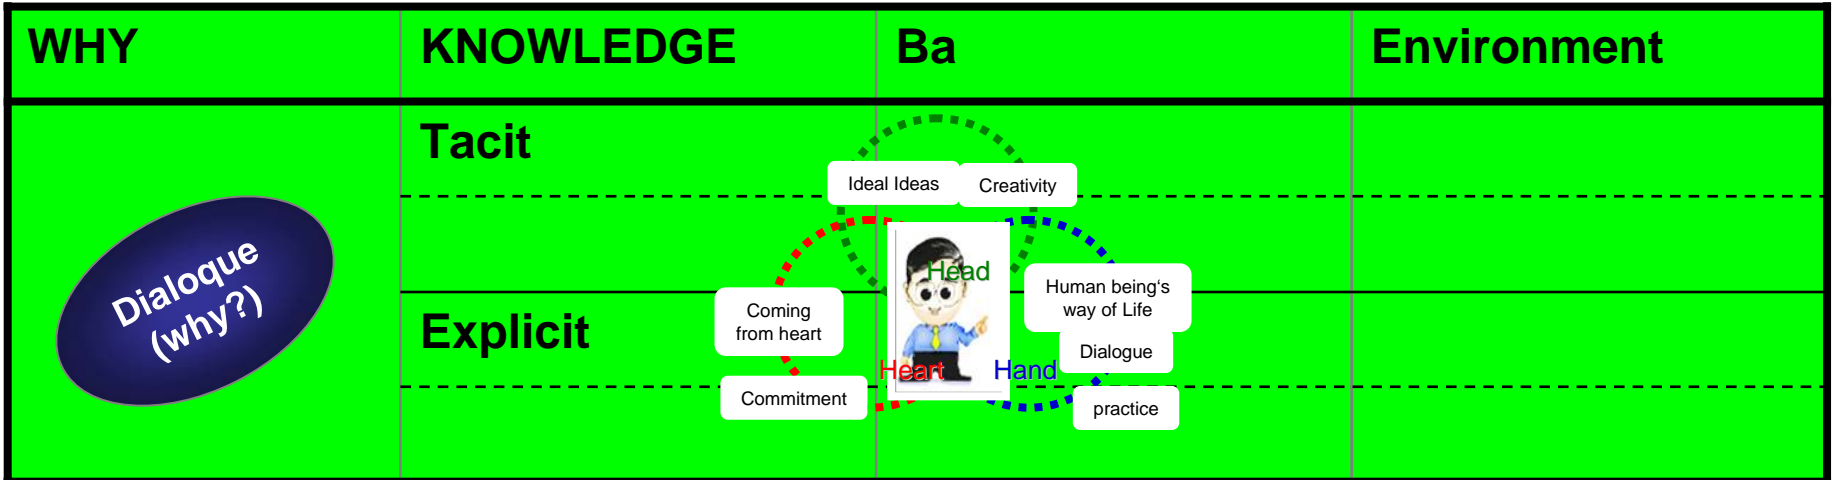 WHY
KNOWLEDGE
Ba
Environment
Tacit
Ideal Ideas
Creativity
Dialoque
(why?)
Head
Human being‘s
way of Life
Coming
from heart
Explicit
Dialogue
Heart
Hand
Commitment
practice